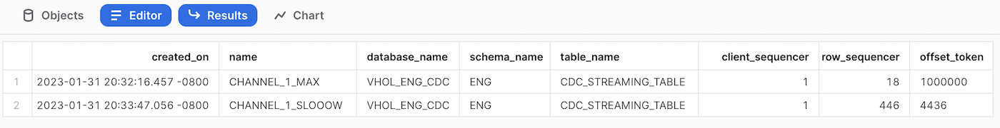 Objects Editor Results Chart
created_on name database_name schema_name table_name client_sequencer row_sequencer offset_token
1 2023-01-31 20:32:16.457 -0800 CHANNEL_1_MAX VHOL_ENG_CDC ENG CDC_STREAMING_TABLE 1 18 1000000
2 2023-01-31 20:33:47.056 -0800 CHANNEL_1_SLOOOW VHOL_ENG_CDC ENG CDC_STREAMING_TABLE 1 446 4436